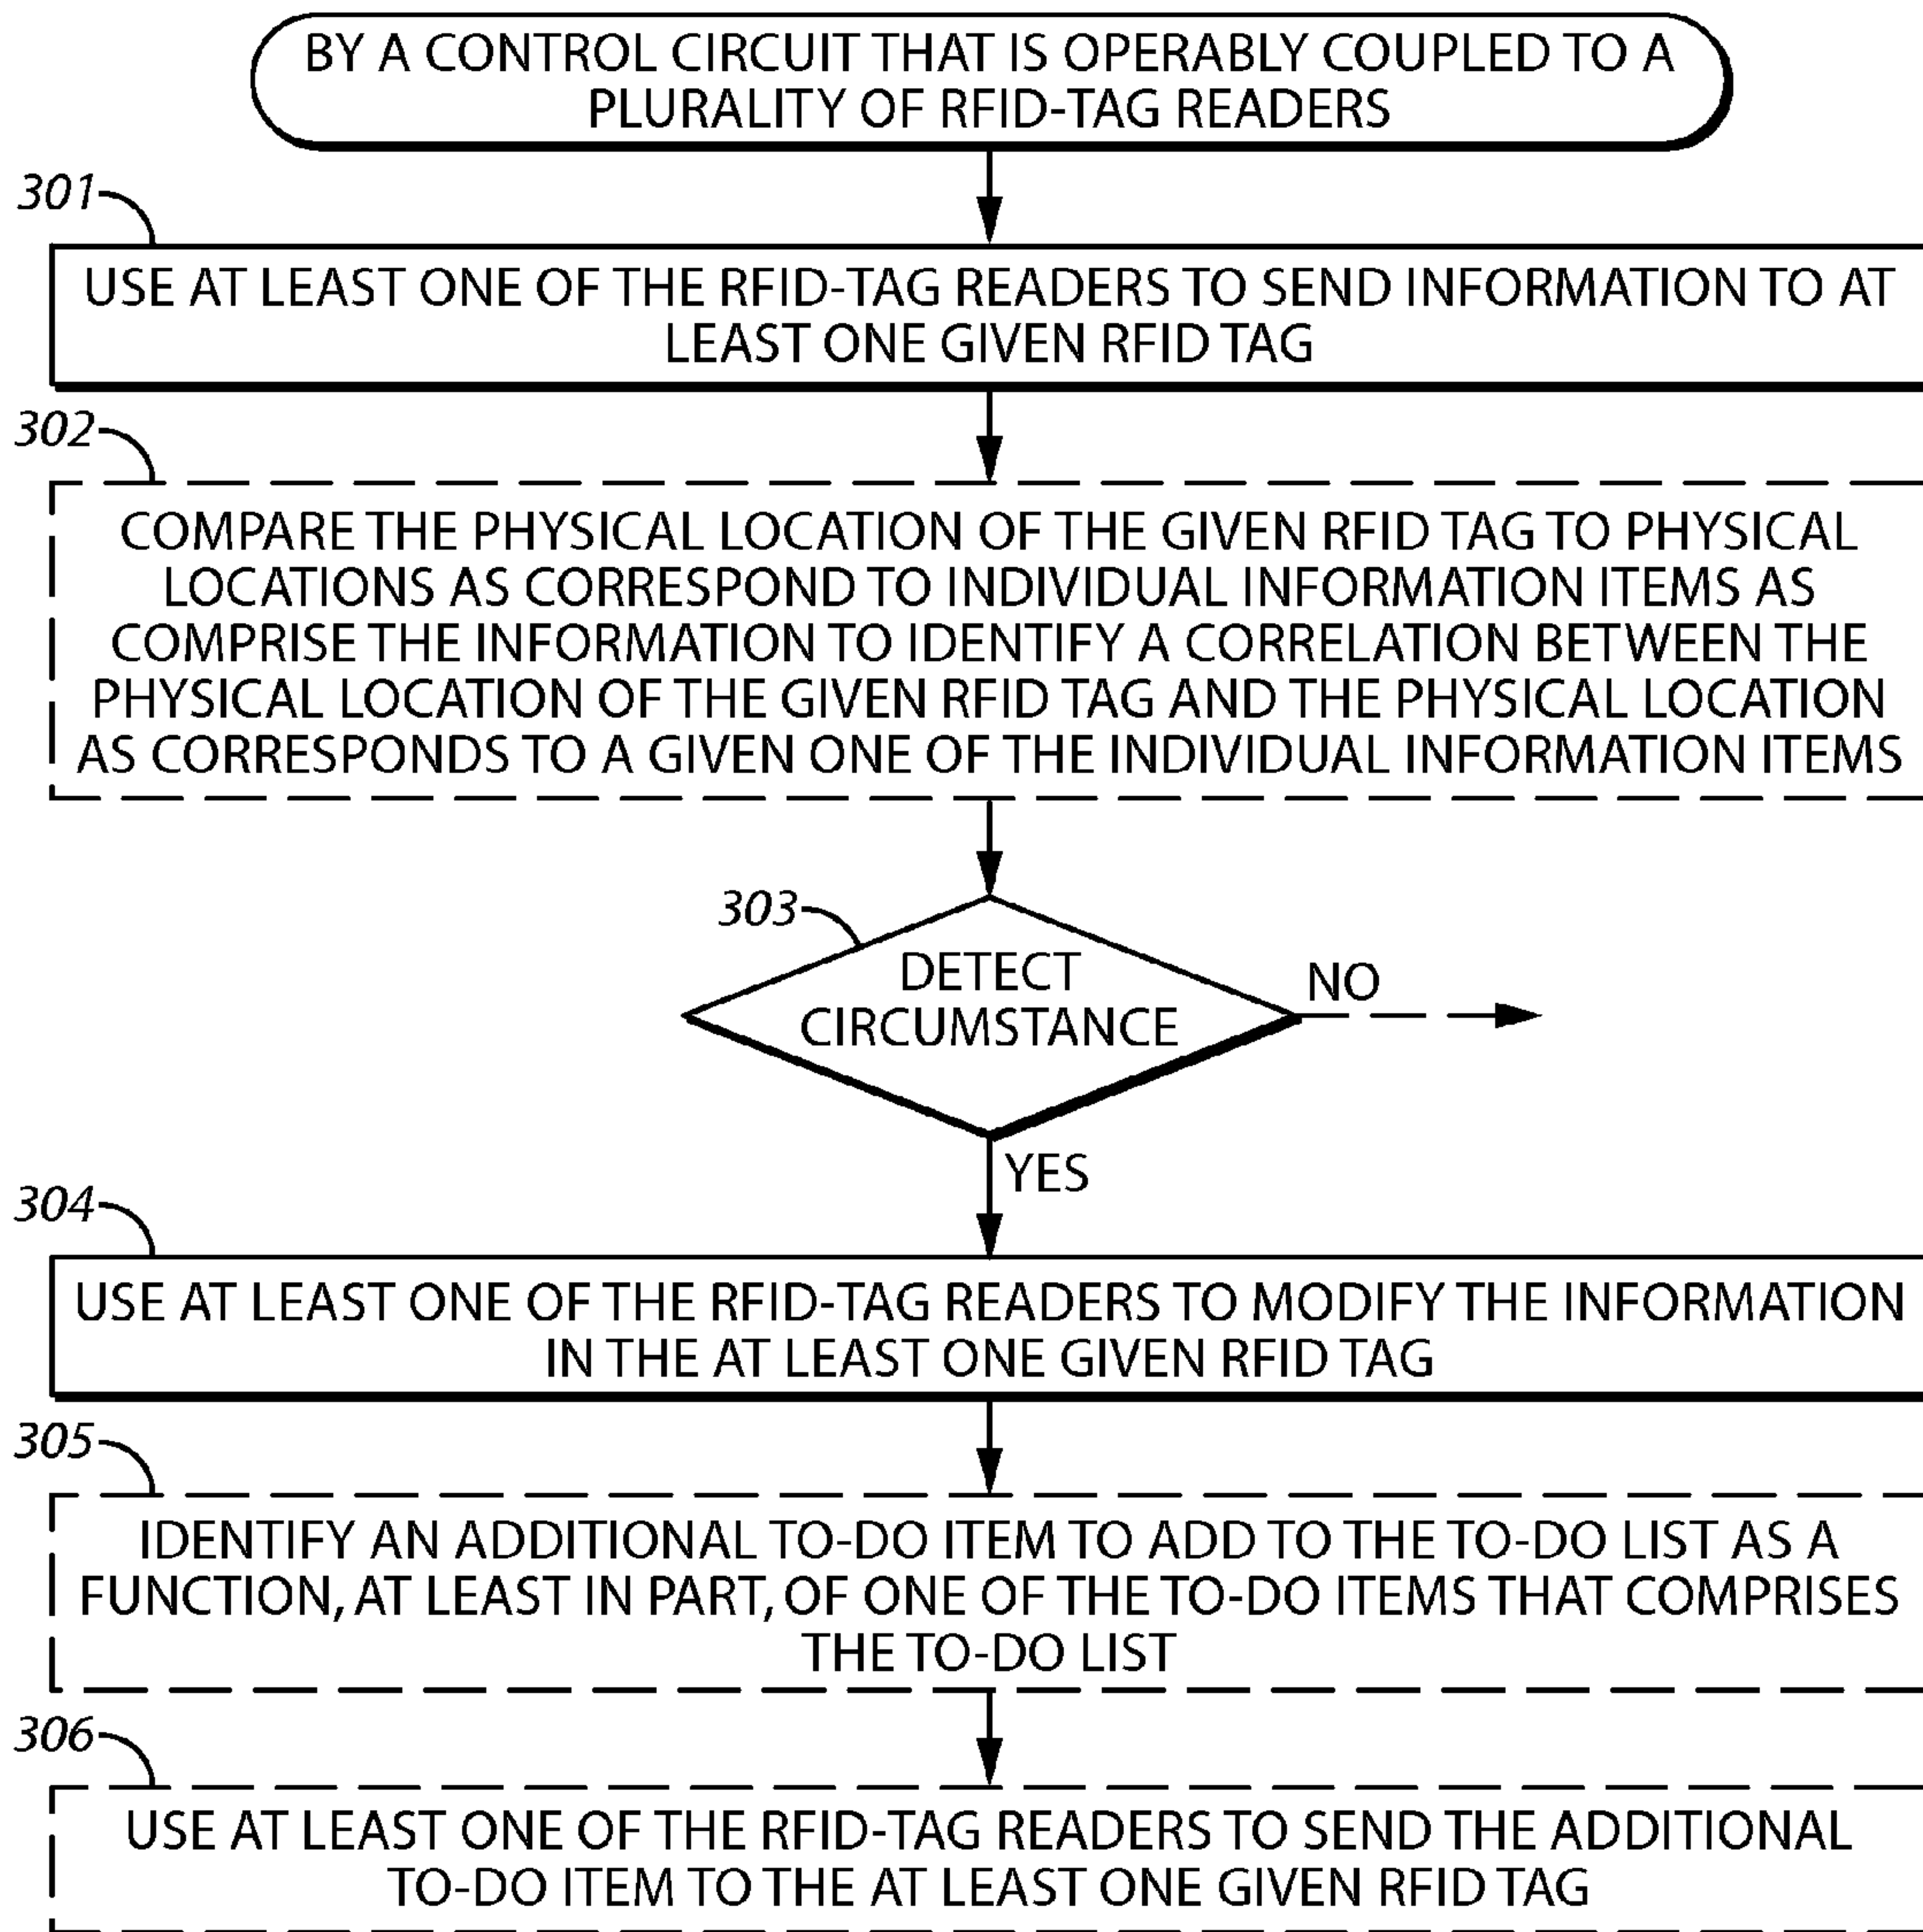 BY A CONTROL CIRCUIT THAT IS OPERABLY COUPLED TO A
PLURALITY OF RFID-TAG READERS
301
USE AT LEAST ONE OF THE RFID-TAG READERS TO SEND INFORMATION TO AT
LEAST ONE GIVEN RFID TAG
302
COMPARE THE PHYSICAL LOCATION OF THE GIVEN RFID TAG TO PHYSICAL
LOCATIONS AS CORRESPOND TO INDIVIDUAL INFORMATION ITEMS AS
COMPRISE THE INFORMATION TO IDENTIFY A CORRELATION BETWEEN THE
PHYSICAL LOCATION OF THE GIVEN RFID TAG AND THE PHYSICAL LOCATION
AS CORRESPONDS TO A GIVEN ONE OF THE INDIVIDUAL INFORMATION ITEMS
303
DETECT
CIRCUMSTANCE
NO
YES
304
USE AT LEAST ONE OF THE RFID-TAG READERS TO MODIFY THE INFORMATION
IN THE AT LEAST ONE GIVEN RFID TAG
305
IDENTIFY AN ADDITIONAL TO-DO ITEM TO ADD TO THE TO-DO LIST AS A
FUNCTION, AT LEAST IN PART, OF ONE OF THE TO-DO ITEMS THAT COMPRISES
THE TO-DO LIST
306
USE AT LEAST ONE OF THE RFID-TAG READERS TO SEND THE ADDITIONAL
TO-DO ITEM TO THE AT LEAST ONE GIVEN RFID TAG